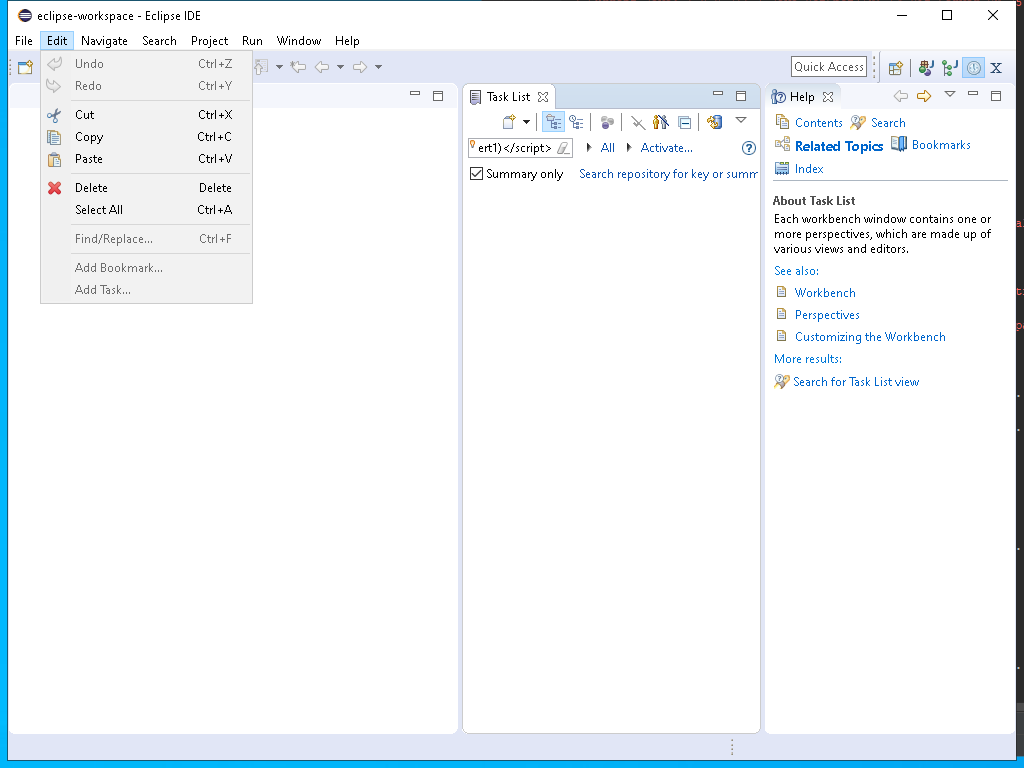 eclipse-workspace - Eclipse IDE
File Edit Navigate Search Project Run Window Help
Undo Ctrl+Z
Redo Ctrl+Y
Cut Ctrl+X
Copy Ctrl+C
Paste Ctrl+V
Delete Delete
Select All Ctrl+A
Find/Replace... Ctrl+F
Add Bookmark...
Add Task...
Quick Access
Task List
ert1)</script> All Activate...
Summary only Search repository for key or summ
Help
Contents Search
Related Topics Bookmarks
Index
About Task List
Each workbench window contains one or
more perspectives, which are made up of
various views and editors.
See also:
Workbench
Perspectives
Customizing the Workbench
More results:
Search for Task List view